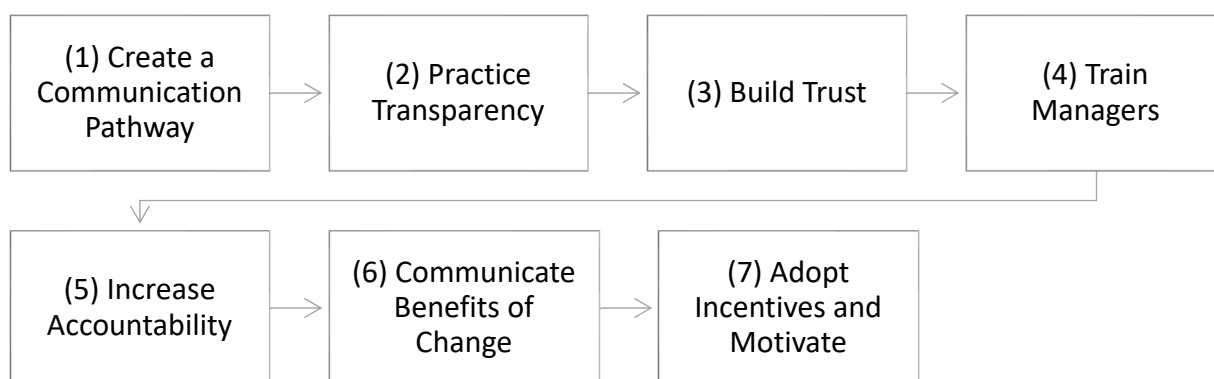 (1) Create a
Communication
Pathway
(2) Practice
Transparency
(3) Build Trust
(4) Train
Managers
(5) Increase
Accountability
(6) Communicate
Benefits of
Change
(7) Adopt
Incentives and
Motivate